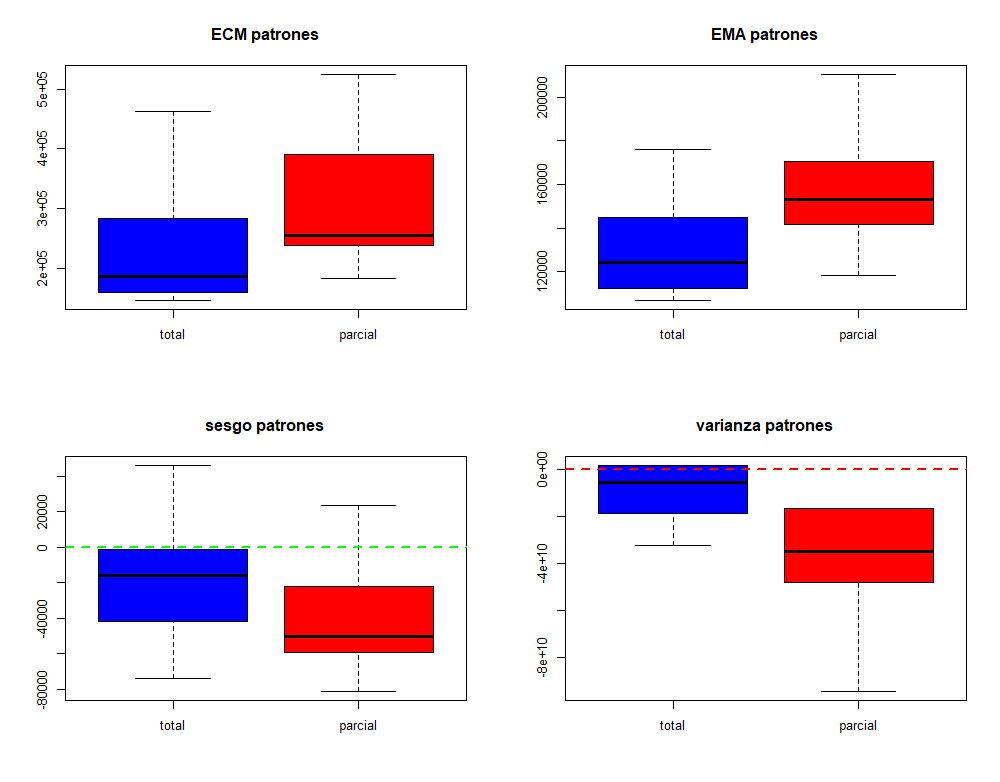 ECM patrones
5e+05
4e+05
3e+05
2e+05
total
parcial
EMA patrones
200000
160000
120000
total
parcial
sesgo patrones
20000
0
-40000
-80000
total
parcial
varianza patrones
0e+00
-4e+10
-8e+10
total
parcial